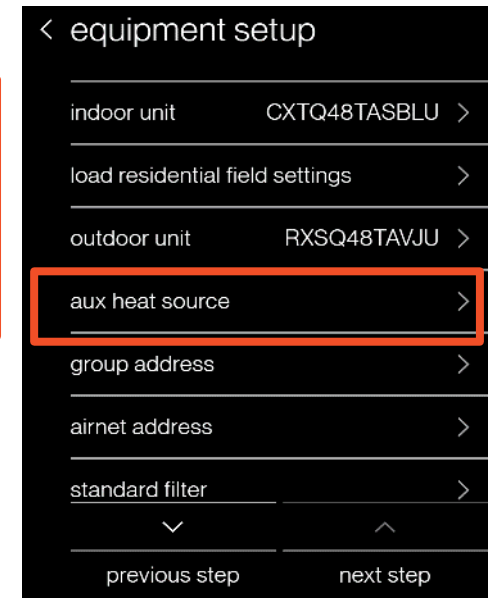 < equipment setup
indoor unit CXTQ48TASBLU >
load residential field settings >
outdoor unit RXSQ48TAVJU >
aux heat source >
group address >
airnet address >
standard filter >
previous step next step